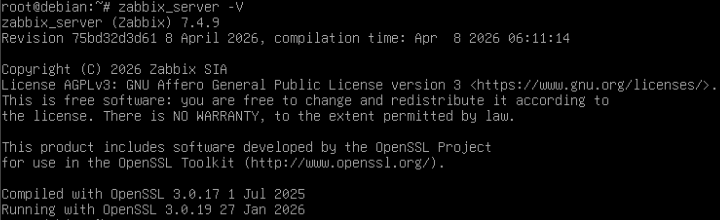 root@debian:~# zabbix_server -V
zabbix_server (Zabbix) 7.4.9
Revision 75bd32d3d61 8 April 2026, compilation time: Apr  8 2026 06:11:14

Copyright (C) 2026 Zabbix SIA
License AGPLv3: GNU Affero General Public License version 3 <https://www.gnu.org/licenses/>.
This is free software: you are free to change and redistribute it according to
the license. There is NO WARRANTY, to the extent permitted by law.

This product includes software developed by the OpenSSL Project
for use in the OpenSSL Toolkit (http://www.openssl.org/).

Compiled with OpenSSL 3.0.17 1 Jul 2025
Running with OpenSSL 3.0.19 27 Jan 2026